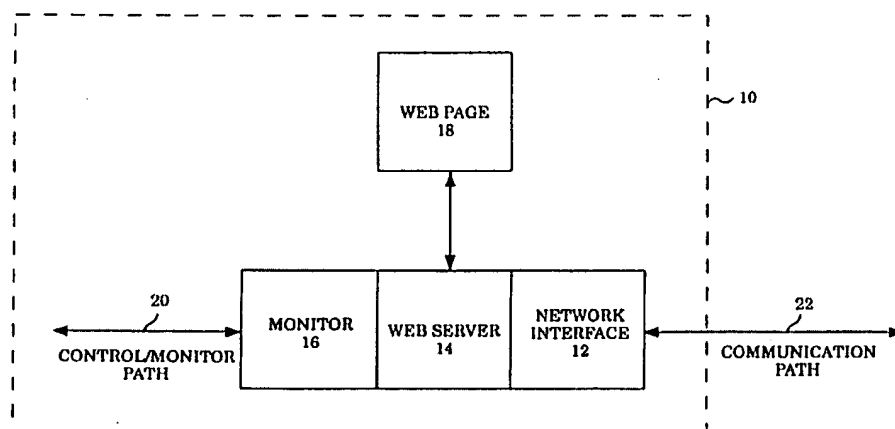 WEB PAGE
18
10
20
CONTROL/MONITOR
PATH
MONITOR
16
WEB SERVER
14
NETWORK
INTERFACE
12
22
COMMUNICATION
PATH